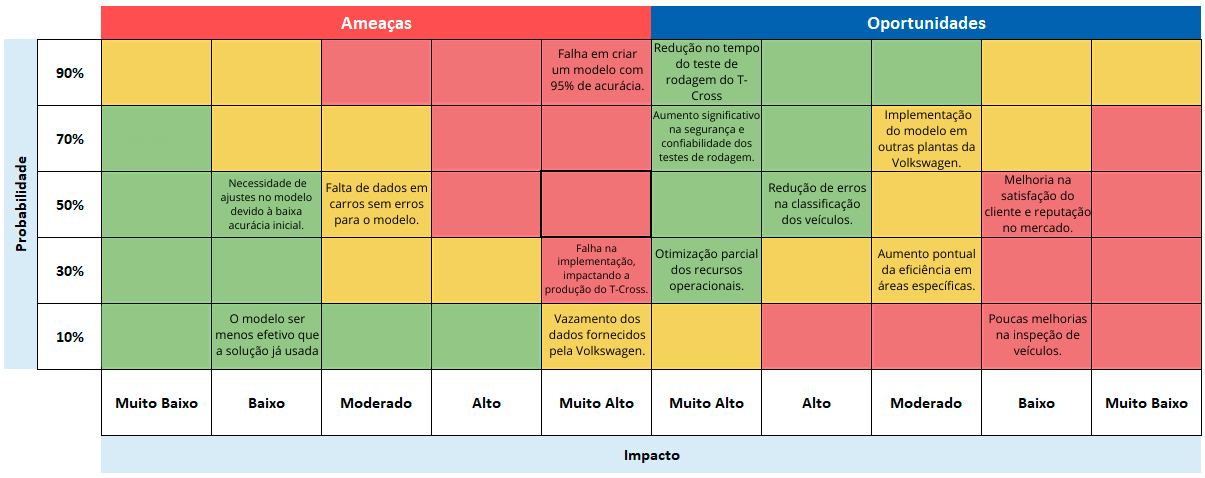 Ameaças
Oportunidades
Probabilidade
90%
Falha em criar
um modelo com
95% de acurácia.
Redução no tempo
do teste de
rodagem do T-
Cross
70%
Aumento significativo
na segurança e
confiabilidade dos
testes de rodagem.
Implementação
do modelo em
outras plantas da
Volkswagen.
50%
Necessidade de
ajustes no modelo
devido à baixa
acurácia inicial.
Falta de dados em
carros sem erros
para o modelo.
Redução de erros
na classificação
dos veículos.
Melhoria na
satisfação do
cliente e reputação
no mercado.
30%
Falha na
implementação,
impactando a
produção do T-Cross.
Otimização parcial
dos recursos
operacionais.
Aumento pontual
da eficiência em
áreas específicas.
10%
O modelo ser
menos efetivo que
a solução já usada
Vazamento dos
dados fornecidos
pela Volkswagen.
Poucas melhorias
na inspeção de
veículos.
Muito Baixo
Baixo
Moderado
Alto
Muito Alto
Muito Alto
Alto
Moderado
Baixo
Muito Baixo
Impacto